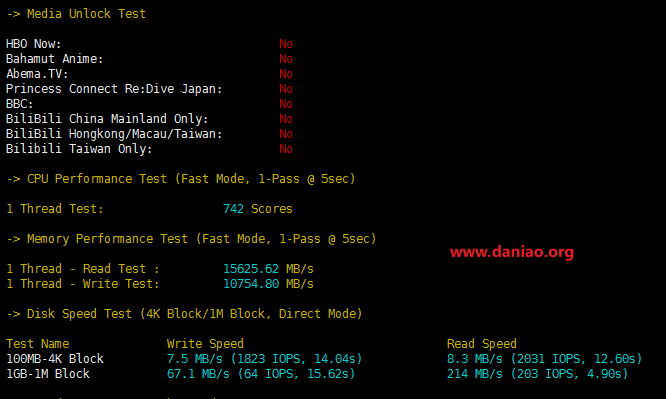 -> Media Unlock Test
HBO Now: No
Bahamut Anime: No
Abema.TV: No
Princess Connect Re:Dive Japan: No
BBC: No
BiliBili China Mainland Only: No
BiliBili Hongkong/Macau/Taiwan: No
Bilibili Taiwan Only: No
-> CPU Performance Test (Fast Mode, 1-Pass @ 5sec)
1 Thread Test: 742 Scores
-> Memory Performance Test (Fast Mode, 1-Pass @ 5sec)
www.daniao.org
1 Thread - Read Test : 15625.62 MB/s
1 Thread - Write Test: 10754.80 MB/s
-> Disk Speed Test (4K Block/1M Block, Direct Mode)
Test Name Write Speed Read Speed
100MB-4K Block 7.5 MB/s (1823 IOPS, 14.04s) 8.3 MB/s (2031 IOPS, 12.60s)
1GB-1M Block 67.1 MB/s (64 IOPS, 15.62s) 214 MB/s (203 IOPS, 4.90s)